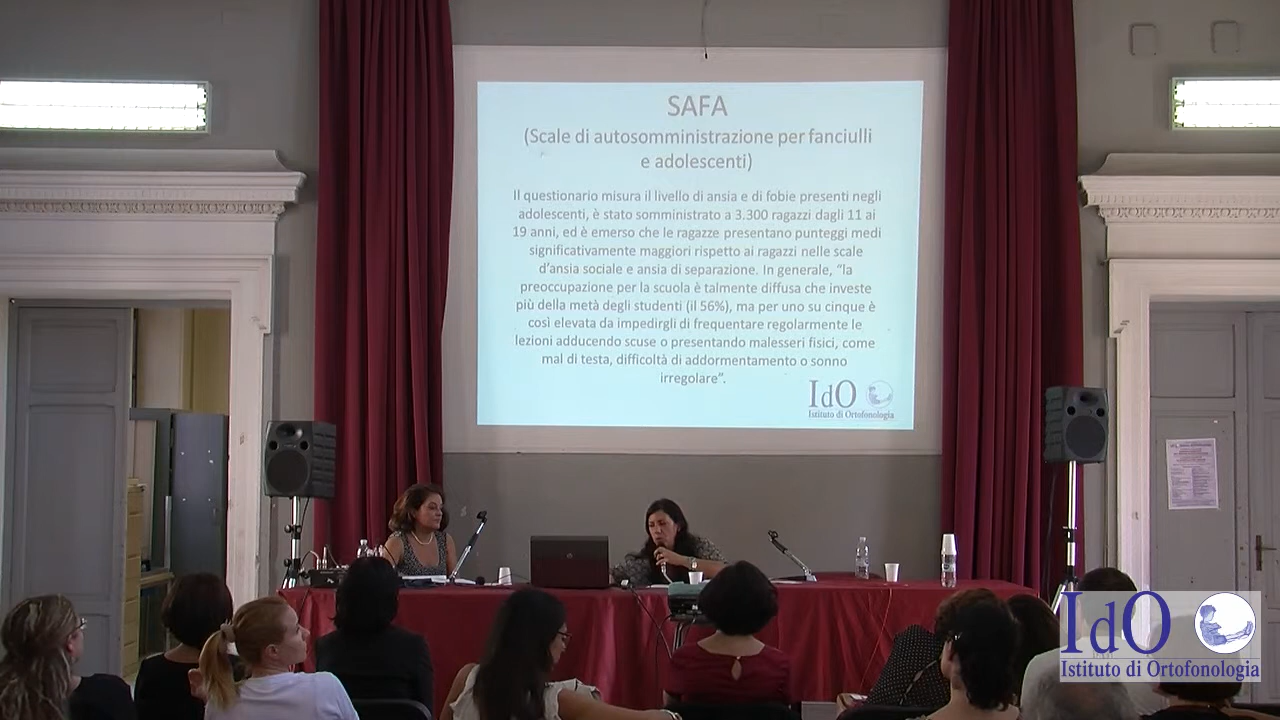 SAFA
(Scale di autosomministrazione per fanciulli
e adolescenti)
Il questionario misura il livello di ansia e di fobie presenti negli
adolescenti, è stato somministrato a 3.300 ragazzi dagli 11 ai
19 anni, ed è emerso che le ragazze presentano punteggi medi
significativamente maggiori rispetto ai ragazzi nelle scale
d'ansia sociale e ansia di separazione. In generale, "la
preoccupazione per la scuola è talmente diffusa che investe
più della metà degli studenti (il 56%), ma per uno su cinque è
così elevata da impedirgli di frequentare regolarmente le
lezioni adducendo scuse o presentando malesseri fisici, come
mal di testa, difficoltà di addormentamento o sonno
irregolare".
IdO
Istituto di Ortofonologia
IdO
Istituto di Ortofonologia